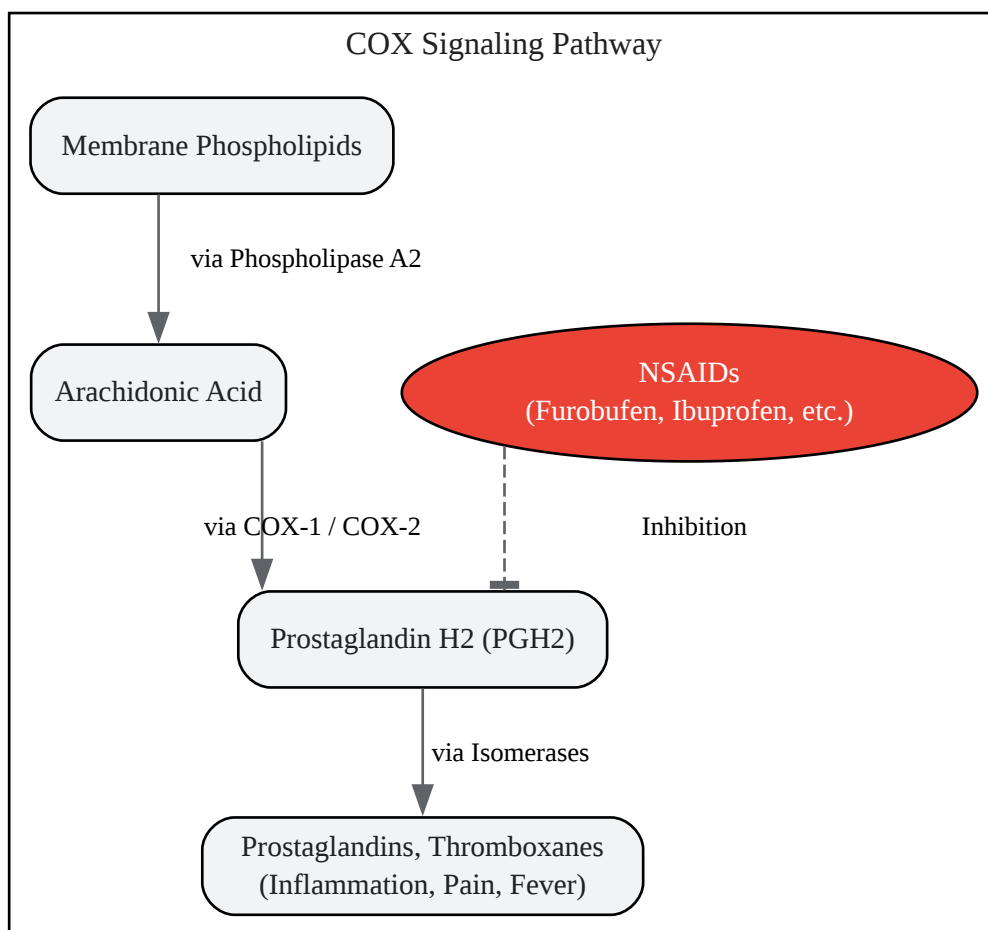 COX Signaling Pathway
Membrane Phospholipids
via Phospholipase A2
Arachidonic Acid
NSAIDs
(Furobufen, Ibuprofen, etc.)
via COX-1 / COX-2
Inhibition
Prostaglandin H2 (PGH2)
via Isomerases
Prostaglandins, Thromboxanes
(Inflammation, Pain, Fever)